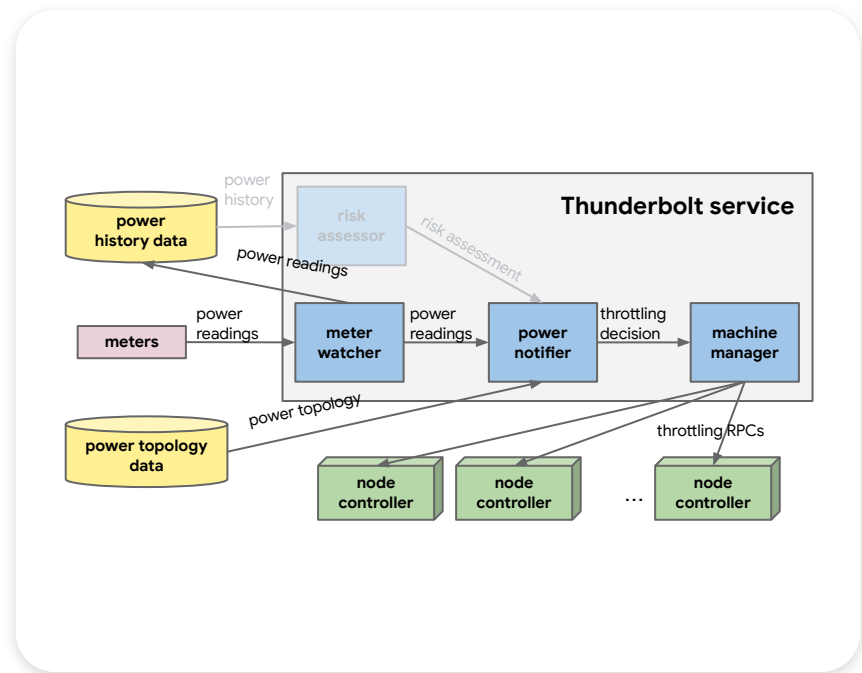 power
history
Thunderbolt service
risk
assessor
power
history data
risk assessment
power readings
power
readings
meters
meter
watcher
power
readings
power
notifier
throttling
decision
machine
manager
power topology
power topology
data
throttling RPCs
node
controller
node
controller
...
node
controller